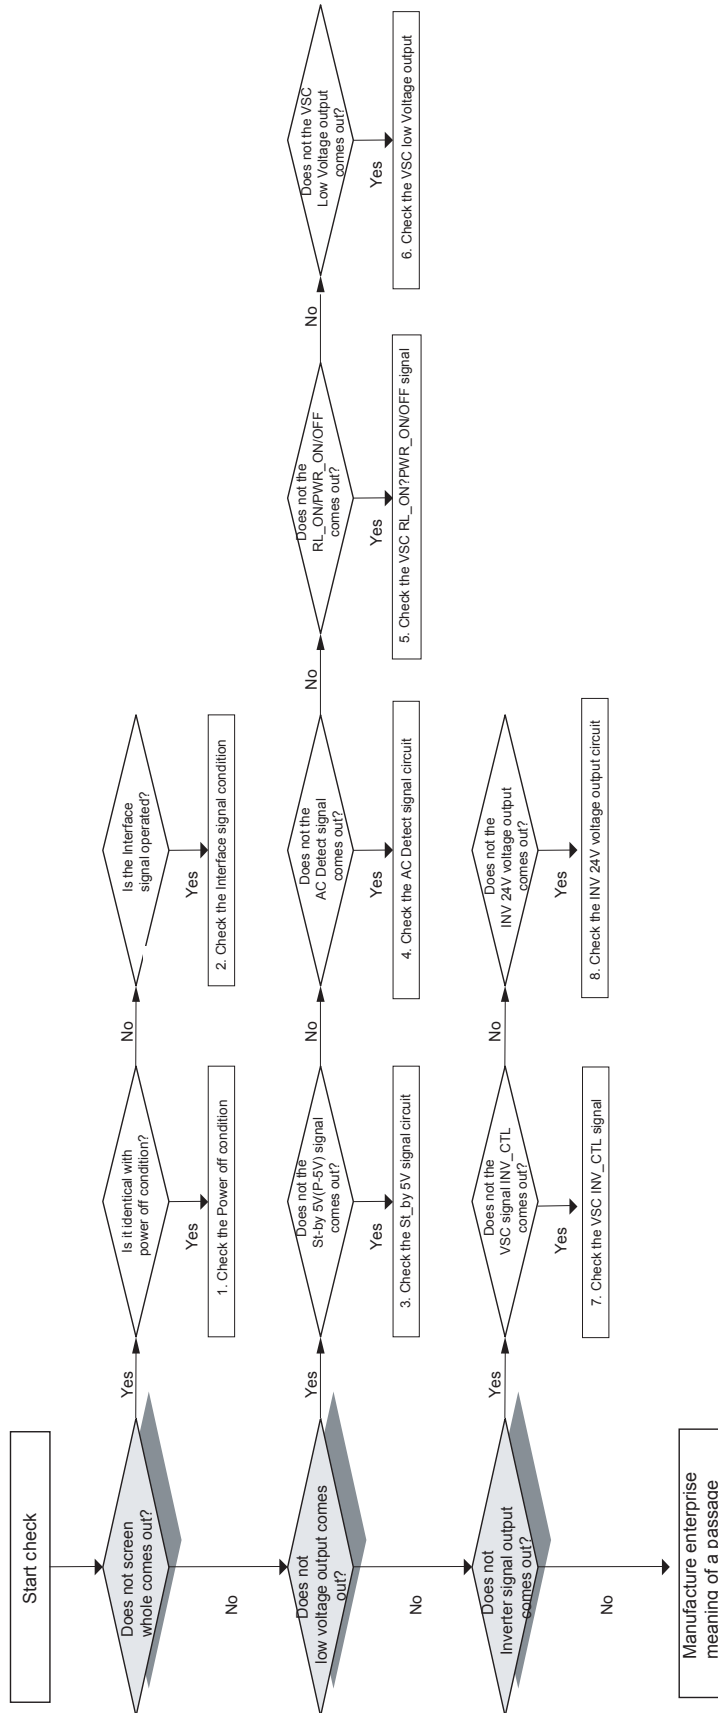 Start check
Does not screen
whole comes out?
Yes
Is it identical with
power off condition?
Yes
1. Check the Power off condition
No
Is the Interface
signal operated?
Yes
2. Check the Interface signal condition
No
Does not
low voltage output comes
out?
Yes
Does not the
St-by 5V(P-5V) signal
comes out?
Yes
3. Check the St_by 5V signal circuit
No
Does not the
AC Detect signal
comes out?
Yes
4. Check the AC Detect signal circuit
No
Does not the
RL_ON/PWR_ON/OFF
comes out?
Yes
5. Check the VSC RL_ON?PWR_ON/OFF signal
No
Does not the VSC
Low Voltage output
comes out?
Yes
6. Check the VSC low Voltage output
No
Does not
Inverter signal output
comes out?
Yes
Does not the
VSC signal INV_CTL
comes out?
Yes
7. Check the VSC INV_CTL signal
No
Does not the
INV 24V voltage output
comes out?
Yes
8. Check the INV 24V voltage output circuit
No
Manufacture enterprise
meaning of a passage